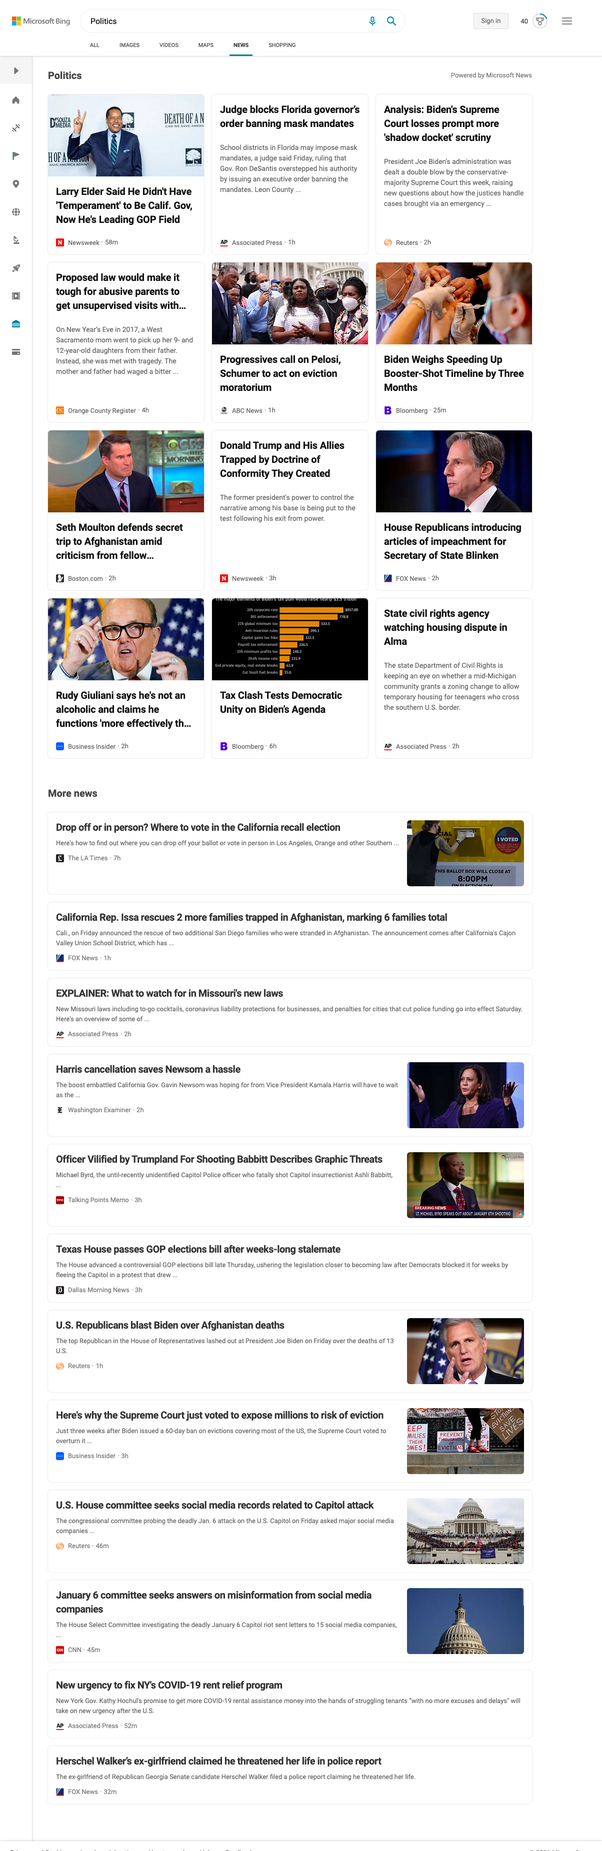 Microsoft Bing
Politics
Sign in
40
ALL
IMAGES
VIDEOS
MAPS
NEWS
SHOPPING
Politics
Powered by Microsoft News
D'SOUZA
MEDIA
DEATH OF A N
Larry Elder Said He Didn't Have
'Temperament' to Be Calif. Gov,
Now He's Leading GOP Field
Newsweek · 58m
Judge blocks Florida governor's
order banning mask mandates
School districts in Florida may impose mask
mandates, a judge said Friday, ruling that
Gov. Ron DeSantis overstepped his authority
by issuing an executive order banning the
mandates. Leon County ...
AP Associated Press · 1h
Analysis: Biden's Supreme
Court losses prompt more
'shadow docket' scrutiny
President Joe Biden's administration was
dealt a double blow by the conservative-
majority Supreme Court this week, raising
new questions about how the justices handle
cases brought via an emergency ...
Reuters · 2h
Proposed law would make it
tough for abusive parents to
get unsupervised visits with...
On New Year's Eve in 2017, a West
Sacramento mom went to pick up her 9- and
12-year-old daughters from their father.
Instead, she was met with tragedy. The
mother and father had waged a bitter ...
Orange County Register · 4h
Progressives call on Pelosi,
Schumer to act on eviction
moratorium
ABC News · 1h
Biden Weighs Speeding Up
Booster-Shot Timeline by Three
Months
Bloomberg · 25m
Seth Moulton defends secret
trip to Afghanistan amid
criticism from fellow...
Boston.com · 2h
Donald Trump and His Allies
Trapped by Doctrine of
Conformity They Created
The former president's power to control the
narrative among his base is being put to the
test following his exit from power.
Newsweek · 3h
House Republicans introducing
articles of impeachment for
Secretary of State Blinken
FOX News · 2h
Rudy Giuliani says he's not an
alcoholic and claims he
functions 'more effectively th...
Business Insider · 2h
Tax Clash Tests Democratic
Unity on Biden's Agenda
Bloomberg · 6h
State civil rights agency
watching housing dispute in
Alma
The state Department of Civil Rights is
keeping an eye on whether a mid-Michigan
community grants a zoning change to allow
temporary housing for teenagers who cross
the southern U.S. border.
AP Associated Press · 2h
More news
Drop off or in person? Where to vote in the California recall election
Here's how to find out where you can drop off your ballot or vote in person in Los Angeles, Orange and other Southern ...
The LA Times · 7h
I VOTED
THIS BALLOT BOX WILL CLOSE AT
8:00PM
California Rep. Issa rescues 2 more families trapped in Afghanistan, marking 6 families total
Cali., on Friday announced the rescue of two additional San Diego families who were stranded in Afghanistan. The announcement comes after California's Cajon
Valley Union School District, which has ...
FOX News · 1h
EXPLAINER: What to watch for in Missouri's new laws
New Missouri laws including to-go cocktails, coronavirus liability protections for businesses, and penalties for cities that cut police funding go into effect Saturday.
Here's an overview of some of ...
AP Associated Press · 2h
Harris cancellation saves Newsom a hassle
The boost embattled California Gov. Gavin Newsom was hoping for from Vice President Kamala Harris will have to wait
as the ...
Washington Examiner · 2h
Officer Vilified by Trumpland For Shooting Babbitt Describes Graphic Threats
Michael Byrd, the until-recently unidentified Capitol Police officer who fatally shot Capitol insurrectionist Ashli Babbitt,
...
Talking Points Memo · 3h
BREAKING NEWS
LT. MICHAEL BYRD SPEAKS OUT ABOUT JANUARY 6TH SHOOTING
Texas House passes GOP elections bill after weeks-long stalemate
The House advanced a controversial GOP elections bill late Thursday, ushering the legislation closer to becoming law after Democrats blocked it for weeks by
fleeing the Capitol in a protest that drew ...
Dallas Morning News · 3h
U.S. Republicans blast Biden over Afghanistan deaths
The top Republican in the House of Representatives lashed out at President Joe Biden on Friday over the deaths of 13
U.S.
Reuters · 1h
Here's why the Supreme Court just voted to expose millions to risk of eviction
Just three weeks after Biden issued a 60-day ban on evictions covering most of the US, the Supreme Court voted to
overturn it ...
Business Insider · 3h
U.S. House committee seeks social media records related to Capitol attack
The congressional committee probing the deadly Jan. 6 attack on the U.S. Capitol on Friday asked major social media
companies ...
Reuters · 46m
January 6 committee seeks answers on misinformation from social media
companies
The House Select Committee investigating the deadly January 6 Capitol riot sent letters to 15 social media companies,
...
CNN · 45m
New urgency to fix NY's COVID-19 rent relief program
New York Gov. Kathy Hochul's promise to get more COVID-19 rental assistance money into the hands of struggling tenants "with no more excuses and delays" will
take on new urgency after the U.S.
AP Associated Press · 52m
Herschel Walker's ex-girlfriend claimed he threatened her life in police report
The ex-girlfriend of Republican Georgia Senate candidate Herschel Walker filed a police report claiming he threatened her life.
FOX News · 32m